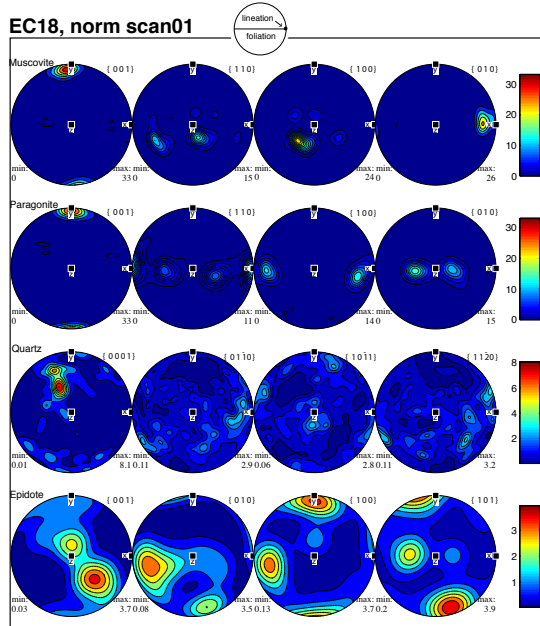 EC18, norm scan01
lineation
foliation
Muscovite
{001} {110} {100} {010}
y y y y
x x x x
z z z z
min: max: min: max: min: max: min: max:
0 33 0 15 0 24 0 26
30
20
10
0
Paragonite
{001} {110} {100} {010}
y y y y
x x x x
z z z z
min: max: min: max: min: max: min: max:
0 33 0 11 0 14 0 15
30
20
10
0
Quartz
{0001} {01-10} {10-11} {11-20}
y y y y
x x x x
z z z z
min: max: min: max: min: max: min: max:
0.01 8.1 0.11 2.9 0.06 2.8 0.11 3.2
8
6
4
2
Epidote
{001} {010} {100} {101}
y y y y
x x x x
z z z z
min: max: min: max: min: max: min: max:
0.03 3.7 0.08 3.5 0.13 3.7 0.2 3.9
3
2
1